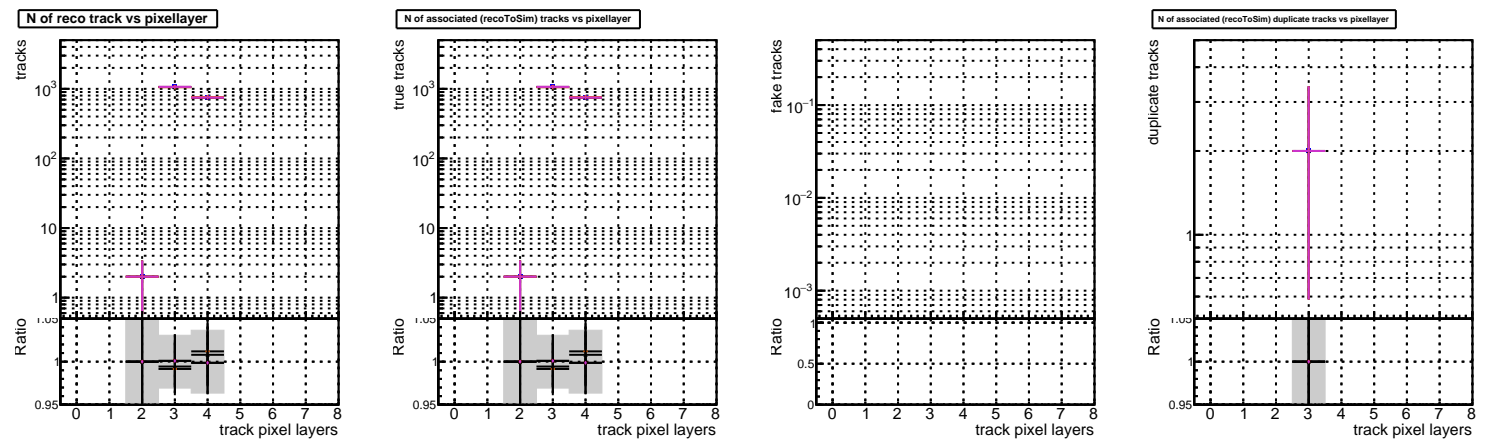 N of reco track vs pixellayer
tracks
10³
10²
10
1
Ratio
1.05
1
0.95
0 1 2 3 4 5 6 7 8
track pixel layers
N of associated (recoToSim) tracks vs pixellayer
true tracks
10³
10²
10
1
Ratio
1.05
1
0.95
0 1 2 3 4 5 6 7 8
track pixel layers
fake tracks
10⁻¹
10⁻²
10⁻³
Ratio
1
0.5
0
0 1 2 3 4 5 6 7 8
track pixel layers
N of associated (recoToSim) duplicate tracks vs pixellayer
duplicate tracks
1
Ratio
1.05
1
0.95
0 1 2 3 4 5 6 7 8
track pixel layers